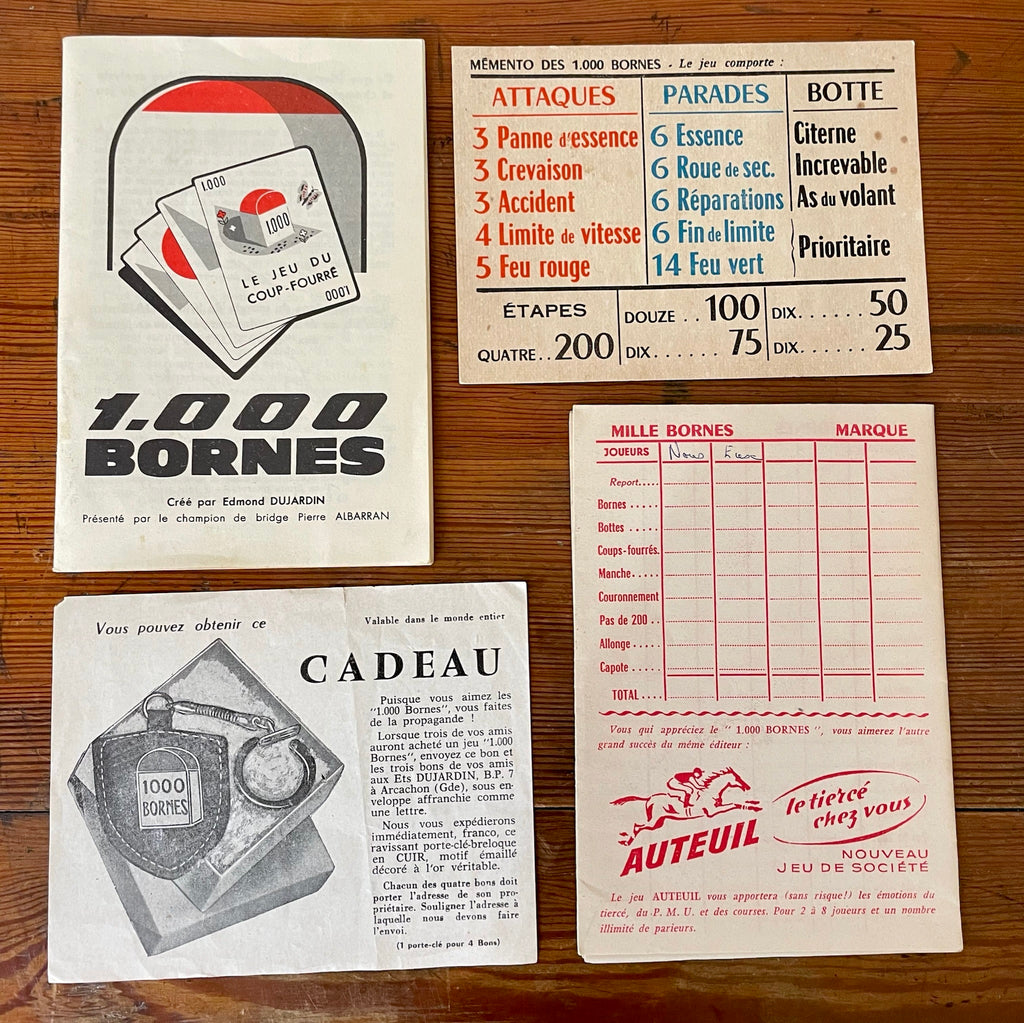 1.000
1.000
LE JEU DU
COUP-FOURRÉ
1.000
1.000
BORNES
Créé par Edmond DUJARDIN
Présenté par le champion de bridge Pierre ALBARRAN
MÉMENTO DES 1.000 BORNES - Le jeu comporte :
ATTAQUES PARADES BOTTE
3 Panne d'essence 6 Essence Citerne
3 Crevaison 6 Roue de sec. Increvable
3 Accident 6 Réparations As du volant
4 Limite de vitesse 6 Fin de limite Prioritaire
5 Feu rouge 14 Feu vert
ÉTAPES DOUZE . . 100 DIX . . . . . . 50
QUATRE . . 200 DIX . . . . . . 75 DIX . . . . . . 25
Vous pouvez obtenir ce
Valable dans le monde entier
CADEAU
1000
BORNES
Puisque vous aimez les
"1.000 Bornes", vous faites
de la propagande !
Lorsque trois de vos amis
auront acheté un jeu "1.000
Bornes", envoyez ce bon et
les trois bons de vos amis
aux Ets DUJARDIN, B.P. 7
à Arcachon (Gde), sous en-
veloppe affranchie comme
une lettre.
Nous vous expédierons
immédiatement, franco, ce
ravissant porte-clé-breloque
en CUIR, motif émaillé
décoré à l'or véritable.
Chacun des quatre bons doit
porter l'adresse de son pro-
priétaire. Souligner l'adresse à
laquelle nous devons faire
l'envoi.
(1 porte-clé pour 4 Bons)
MILLE BORNES MARQUE
JOUEURS Nous Eux
Report.....
Bornes .....
Bottes .....
Coups-fourrés.
Manche.....
Couronnement
Pas de 200 ..
Allonge .....
Capote .....
TOTAL ....
Vous qui appréciez le " 1.000 BORNES ", vous aimerez l'autre
grand succès du même éditeur :
AUTEUIL
le tiercé
chez vous
NOUVEAU
JEU DE SOCIÉTÉ
Le jeu AUTEUIL vous apportera (sans risque!) les émotions du
tiercé, du P. M. U. et des courses. Pour 2 à 8 joueurs et un nombre
illimité de parieurs.